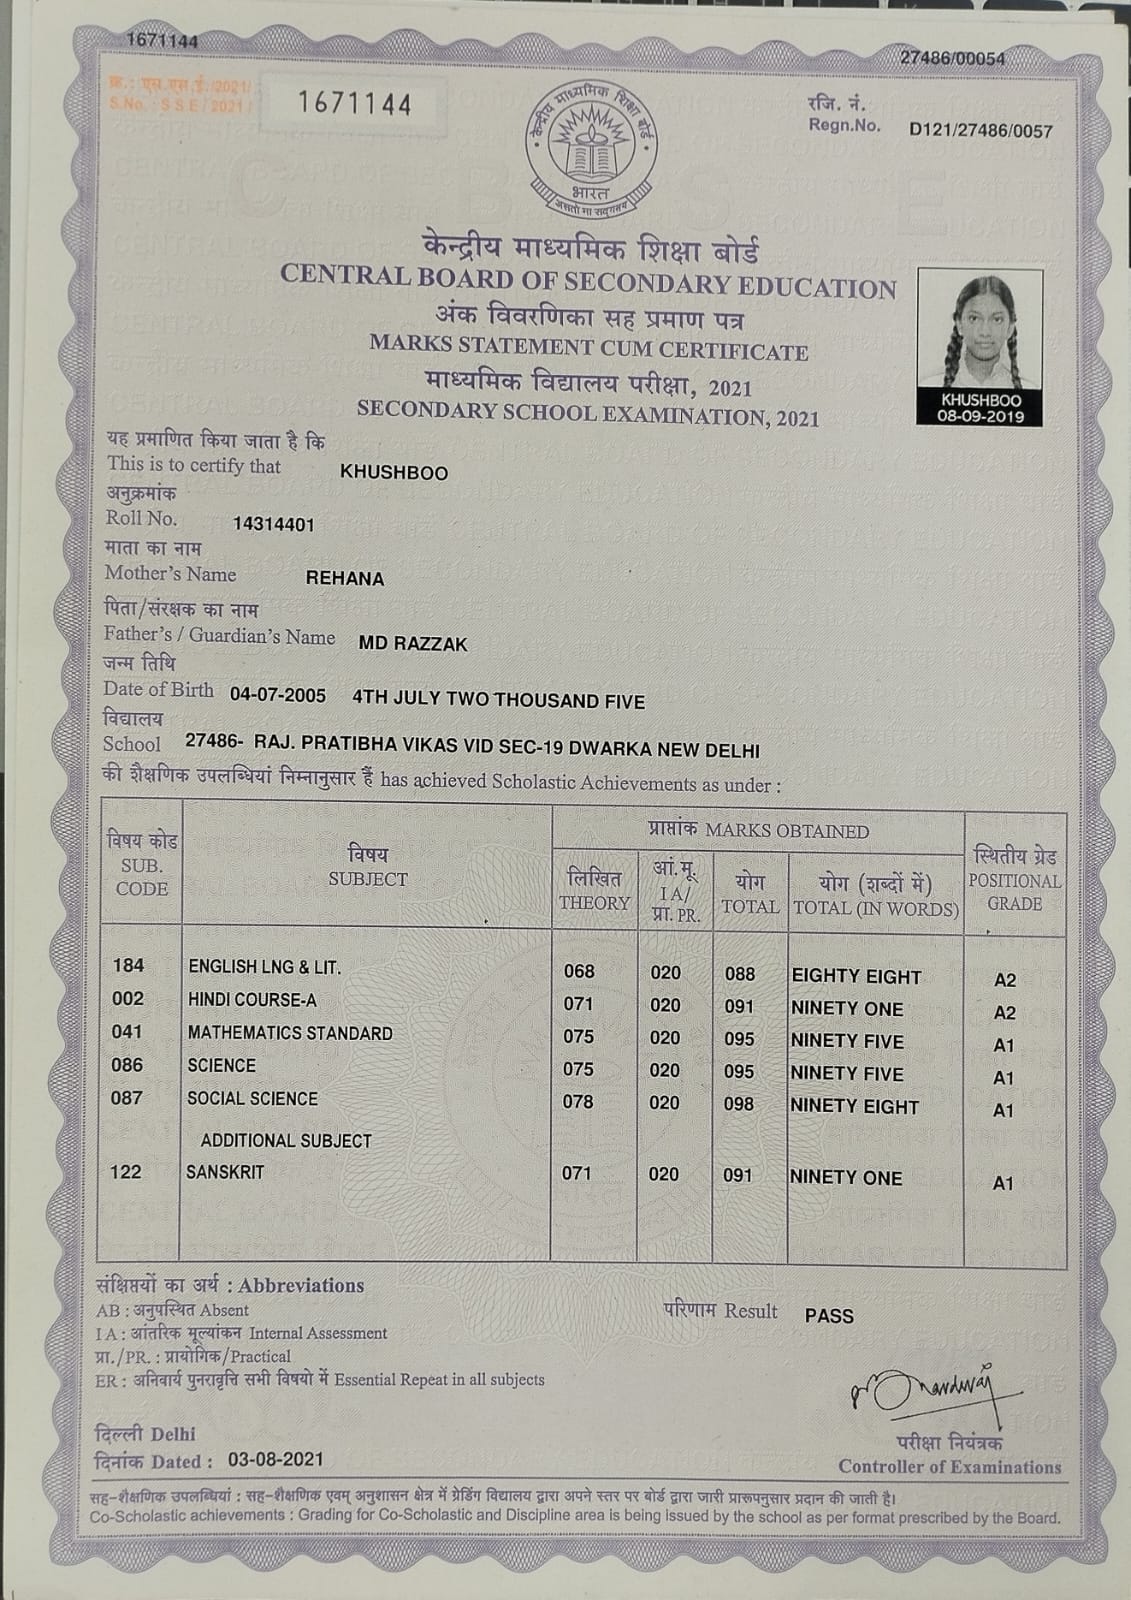 1671144
27486/00054
क्र.: एस.एस.ई./2021/
S.No.: SSE/2021/
1671144
रजि. नं.
Regn.No. D121/27486/0057
केन्द्रीय माध्यमिक शिक्षा बोर्ड
भारत
असतो मा सद्गमय
केन्द्रीय माध्यमिक शिक्षा बोर्ड
CENTRAL BOARD OF SECONDARY EDUCATION
अंक विवरणिका सह प्रमाण पत्र
MARKS STATEMENT CUM CERTIFICATE
माध्यमिक विद्यालय परीक्षा, 2021
SECONDARY SCHOOL EXAMINATION, 2021
KHUSHBOO
08-09-2019
यह प्रमाणित किया जाता है कि
This is to certify that KHUSHBOO
अनुक्रमांक
Roll No. 14314401
माता का नाम
Mother's Name REHANA
पिता/संरक्षक का नाम
Father's / Guardian's Name MD RAZZAK
जन्म तिथि
Date of Birth 04-07-2005 4TH JULY TWO THOUSAND FIVE
विद्यालय
School 27486- RAJ. PRATIBHA VIKAS VID SEC-19 DWARKA NEW DELHI
की शैक्षणिक उपलब्धियां निम्नानुसार हैं has achieved Scholastic Achievements as under :
विषय कोड
SUB.
CODE
विषय
SUBJECT
प्राप्तांक MARKS OBTAINED
लिखित
THEORY
आं.मू.
I A/
प्रा. PR.
योग
TOTAL
योग (शब्दों में)
TOTAL (IN WORDS)
स्थितीय ग्रेड
POSITIONAL
GRADE
184 ENGLISH LNG & LIT. 068 020 088 EIGHTY EIGHT A2
002 HINDI COURSE-A 071 020 091 NINETY ONE A2
041 MATHEMATICS STANDARD 075 020 095 NINETY FIVE A1
086 SCIENCE 075 020 095 NINETY FIVE A1
087 SOCIAL SCIENCE 078 020 098 NINETY EIGHT A1
ADDITIONAL SUBJECT
122 SANSKRIT 071 020 091 NINETY ONE A1
संक्षिप्तियों का अर्थ : Abbreviations
AB : अनुपस्थित Absent
I A : आंतरिक मूल्यांकन Internal Assessment
प्रा./PR. : प्रायोगिक/Practical
ER : अनिवार्य पुनरावृत्ति सभी विषयो में Essential Repeat in all subjects
परिणाम Result PASS
दिल्ली Delhi
दिनांक Dated : 03-08-2021
परीक्षा नियंत्रक
Controller of Examinations
सह-शैक्षणिक उपलब्धियां : सह-शैक्षणिक एवम् अनुशासन क्षेत्र में ग्रेडिंग विद्यालय द्वारा अपने स्तर पर बोर्ड द्वारा जारी प्रारूपनुसार प्रदान की जाती है।
Co-Scholastic achievements : Grading for Co-Scholastic and Discipline area is being issued by the school as per format prescribed by the Board.